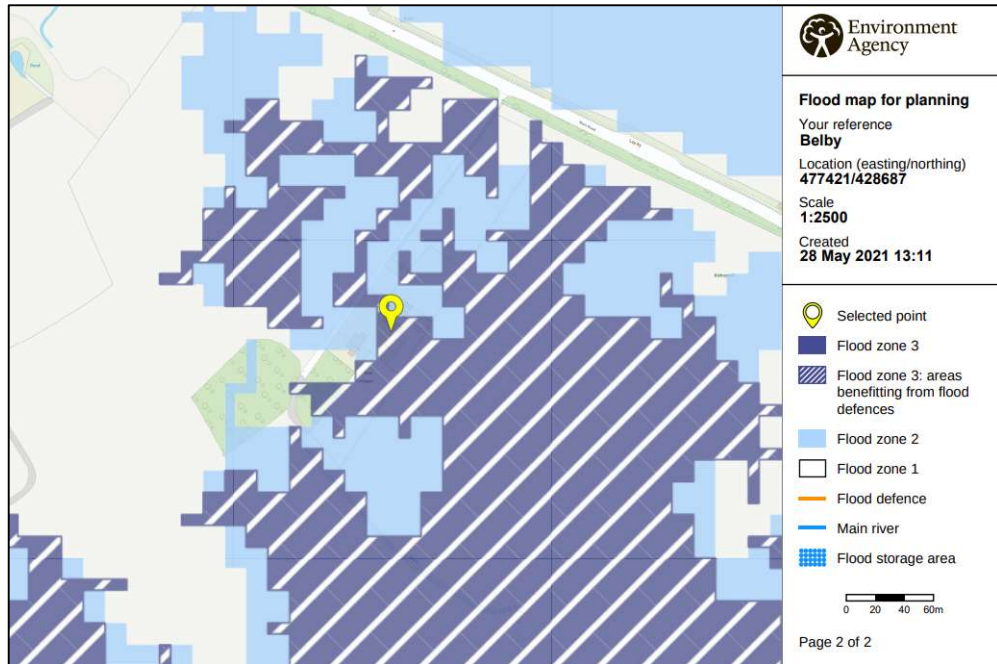 Environment
Agency
Flood map for planning
Your reference
Belby
Location (easting/northing)
477421/428687
Scale
1:2500
Created
28 May 2021 13:11
Selected point
Flood zone 3
Flood zone 3: areas
benefitting from flood
defences
Flood zone 2
Flood zone 1
Flood defence
Main river
Flood storage area
0 20 40 60m
Page 2 of 2